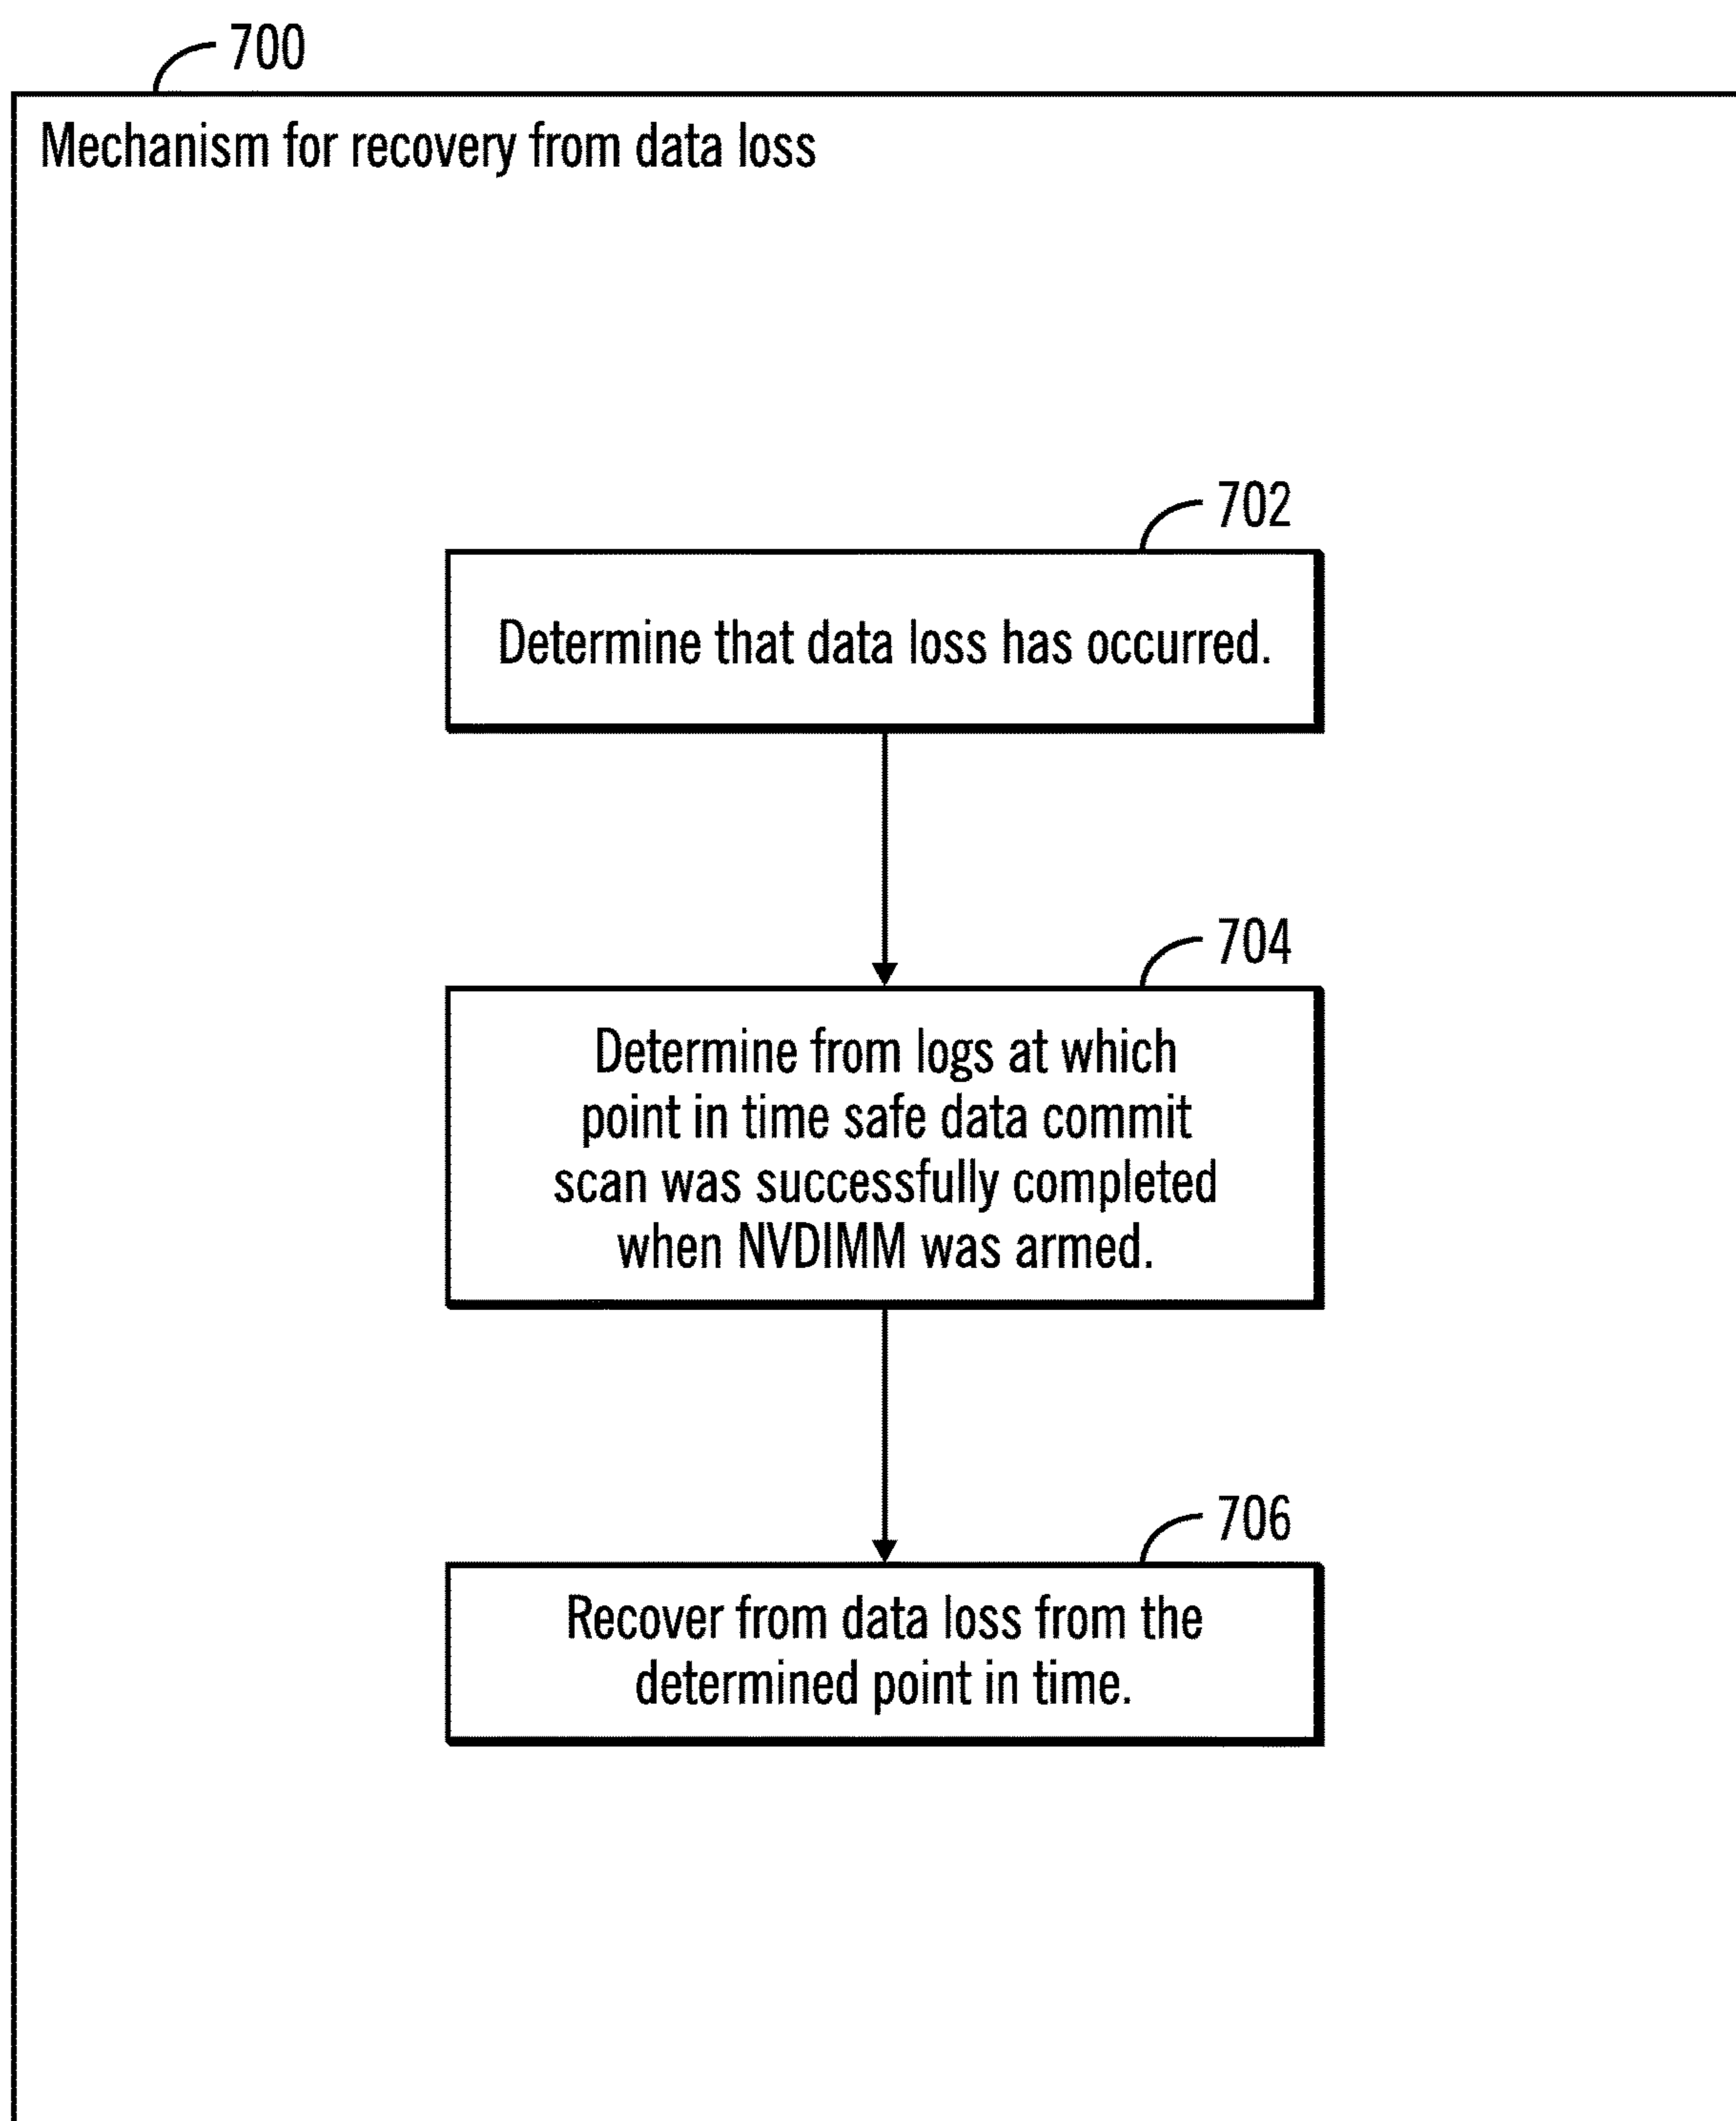 700
Mechanism for recovery from data loss
702
Determine that data loss has occurred.
704
Determine from logs at which
point in time safe data commit
scan was successfully completed
when NVDIMM was armed.
706
Recover from data loss from the
determined point in time.